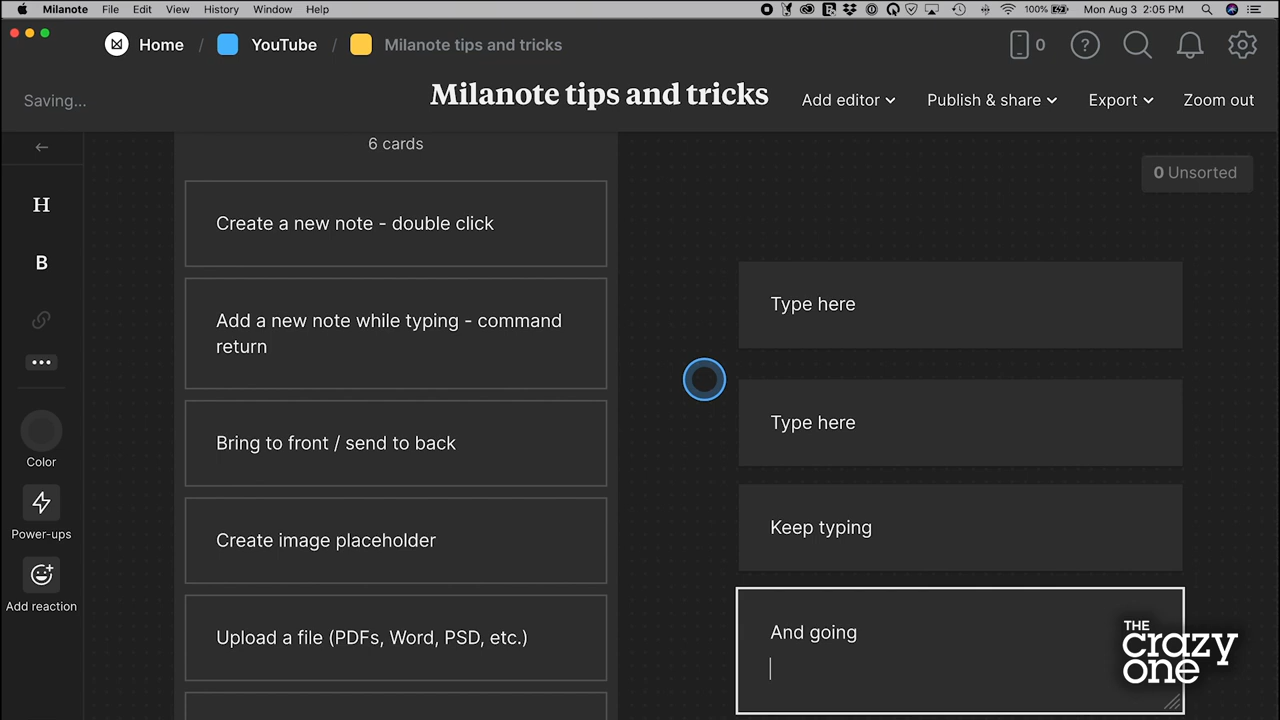 Milanote File Edit View History Window Help 100% Mon Aug 3 2:05 PM
Home / YouTube / Milanote tips and tricks 0 ?
Saving...
Milanote tips and tricks
Add editor Publish & share Export Zoom out
6 cards
0 Unsorted
H
B
Color
Power-ups
Add reaction
Create a new note - double click
Add a new note while typing - command
return
Bring to front / send to back
Create image placeholder
Upload a file (PDFs, Word, PSD, etc.)
Type here
Type here
Keep typing
And going
THE
crazy
one